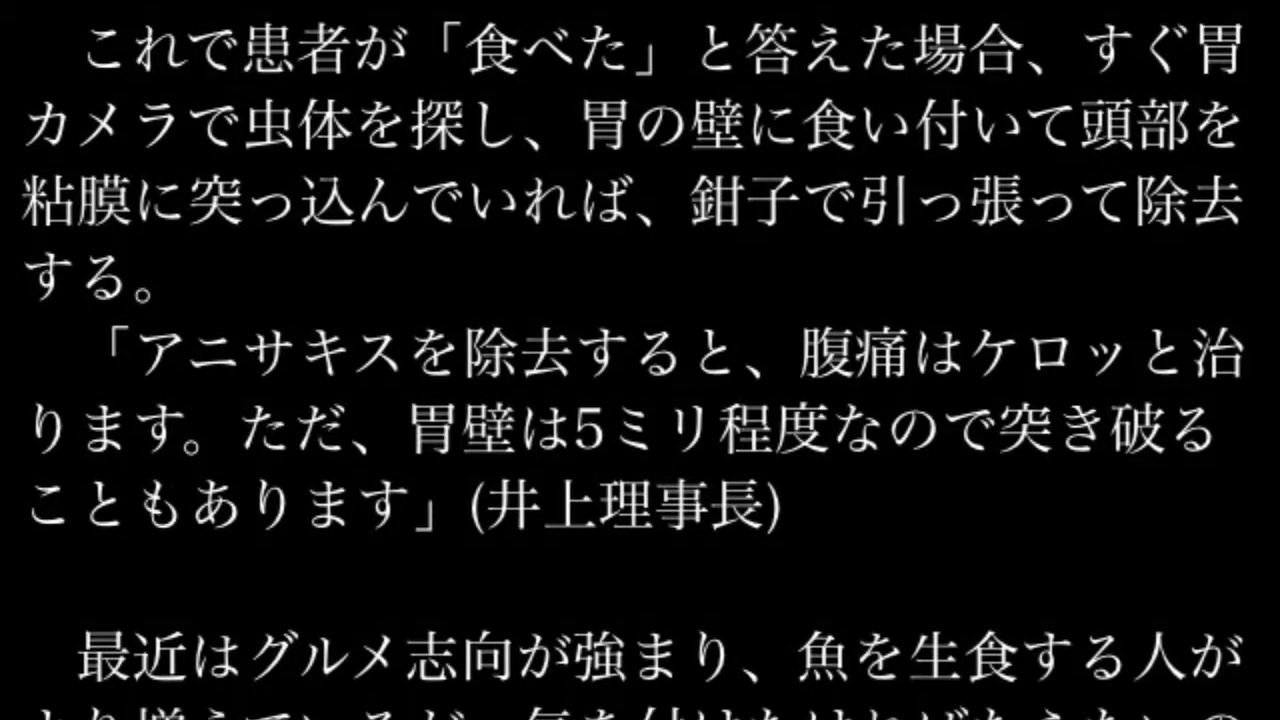 これで患者が「食べた」と答えた場合、すぐ胃
カメラで虫体を探し、胃の壁に食い付いて頭部を
粘膜に突っ込んでいれば、鉗子で引っ張って除去
する。
「アニサキスを除去すると、腹痛はケロッと治
ります。ただ、胃壁は5ミリ程度なので突き破る
こともあります」(井上理事長)
最近はグルメ志向が強まり、魚を生食する人が